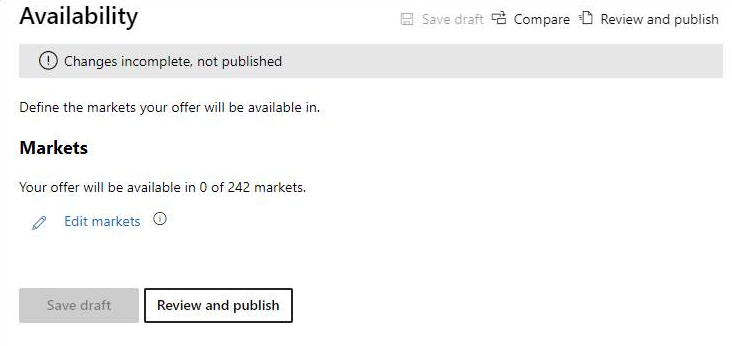 Availability
Save draft Compare Review and publish
Changes incomplete, not published
Define the markets your offer will be available in.
Markets
Your offer will be available in 0 of 242 markets.
Edit markets
Save draft Review and publish